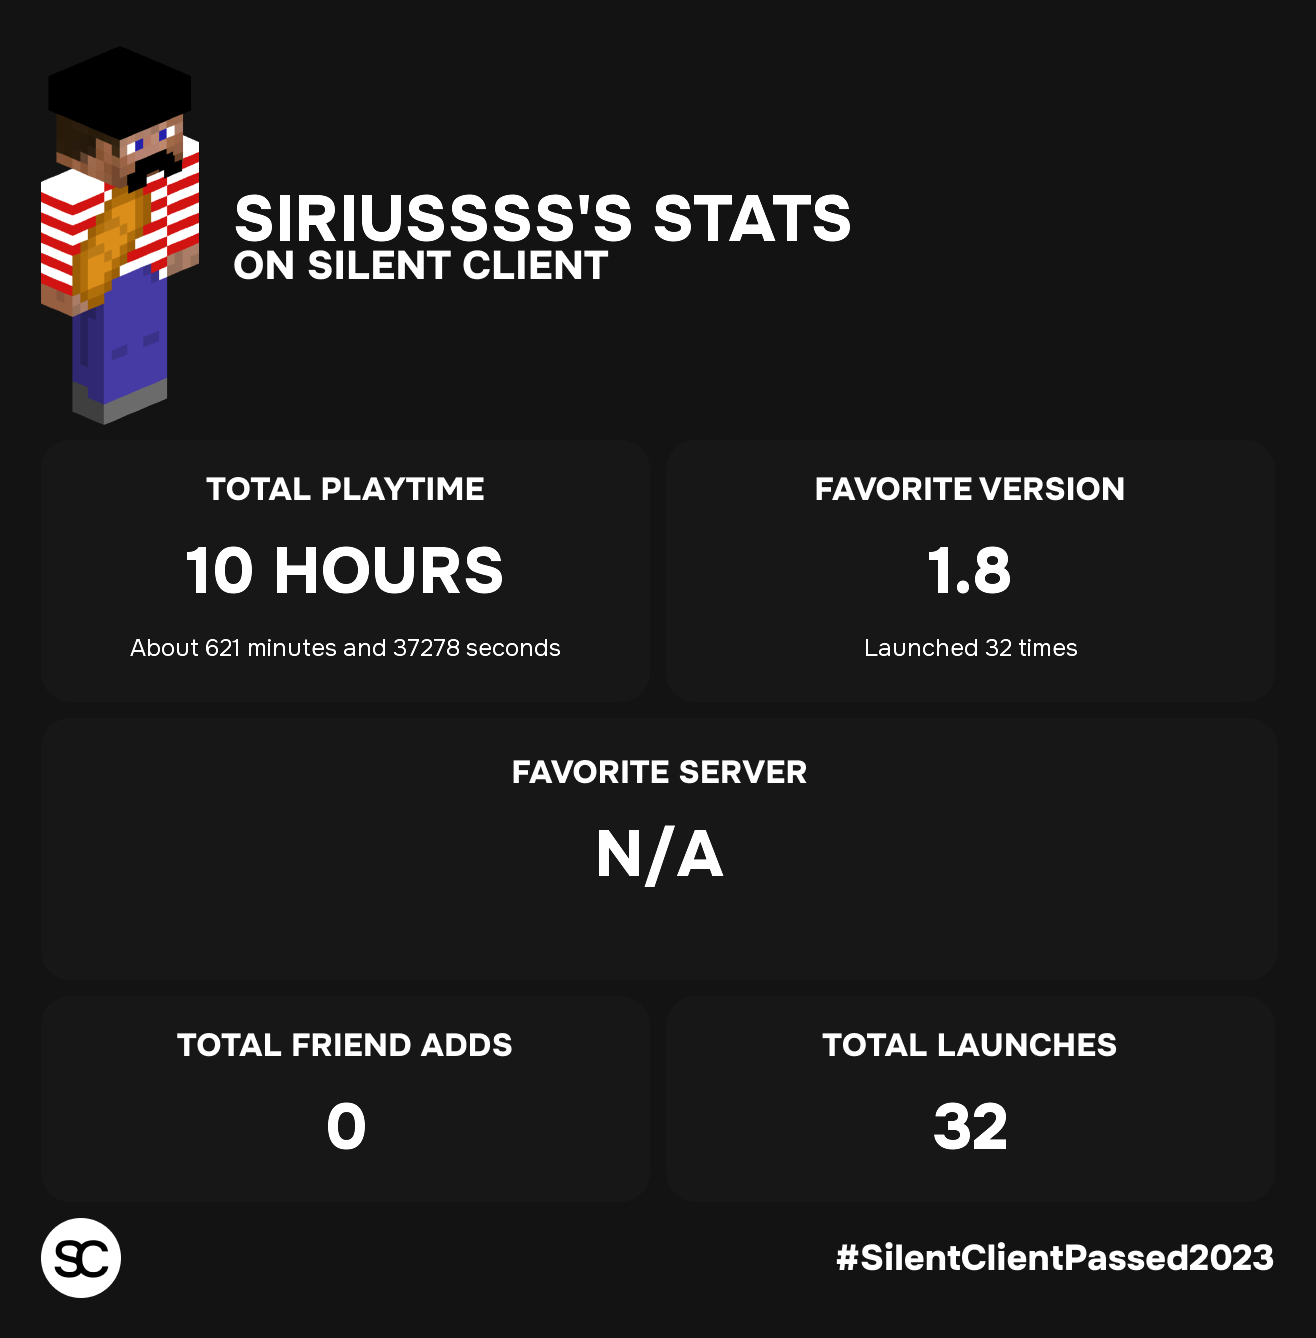 SIRIUSSSS'S STATS
ON SILENT CLIENT
TOTAL PLAYTIME
10 HOURS
About 621 minutes and 37278 seconds
FAVORITE VERSION
1.8
Launched 32 times
FAVORITE SERVER
N/A
TOTAL FRIEND ADDS
0
TOTAL LAUNCHES
32
SC
#SilentClientPassed2023